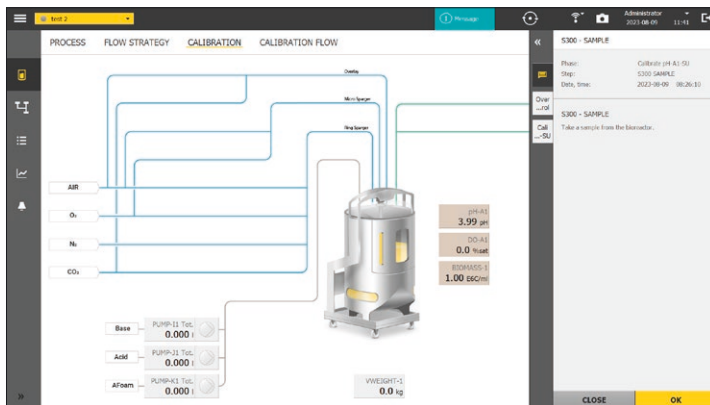 test 2
Message
Administrator
2023-08-09 11:41
PROCESS FLOW STRATEGY CALIBRATION CALIBRATION FLOW
«
Overlay
Micro Sparger
Ring Sparger
AIR
O₂
N₂
CO₂
pH-A1
3.99 pH
DO-A1
0.0 %sat
BIOMASS-1
1.00 E6C/ml
Base
PUMP-I1 Tot.
0.000 l
Acid
PUMP-J1 Tot.
0.000 l
AFoam
PUMP-K1 Tot.
0.000 l
VWEIGHT-1
0.0 kg
»
Over
...rol
Cali
...-SU
S300 - SAMPLE
Phase: Calibrate pH-A1-SU
Step: S300 SAMPLE
Date, time: 2023-08-09 08:26:10
S300 - SAMPLE
Take a sample from the bioreactor.
CLOSE OK